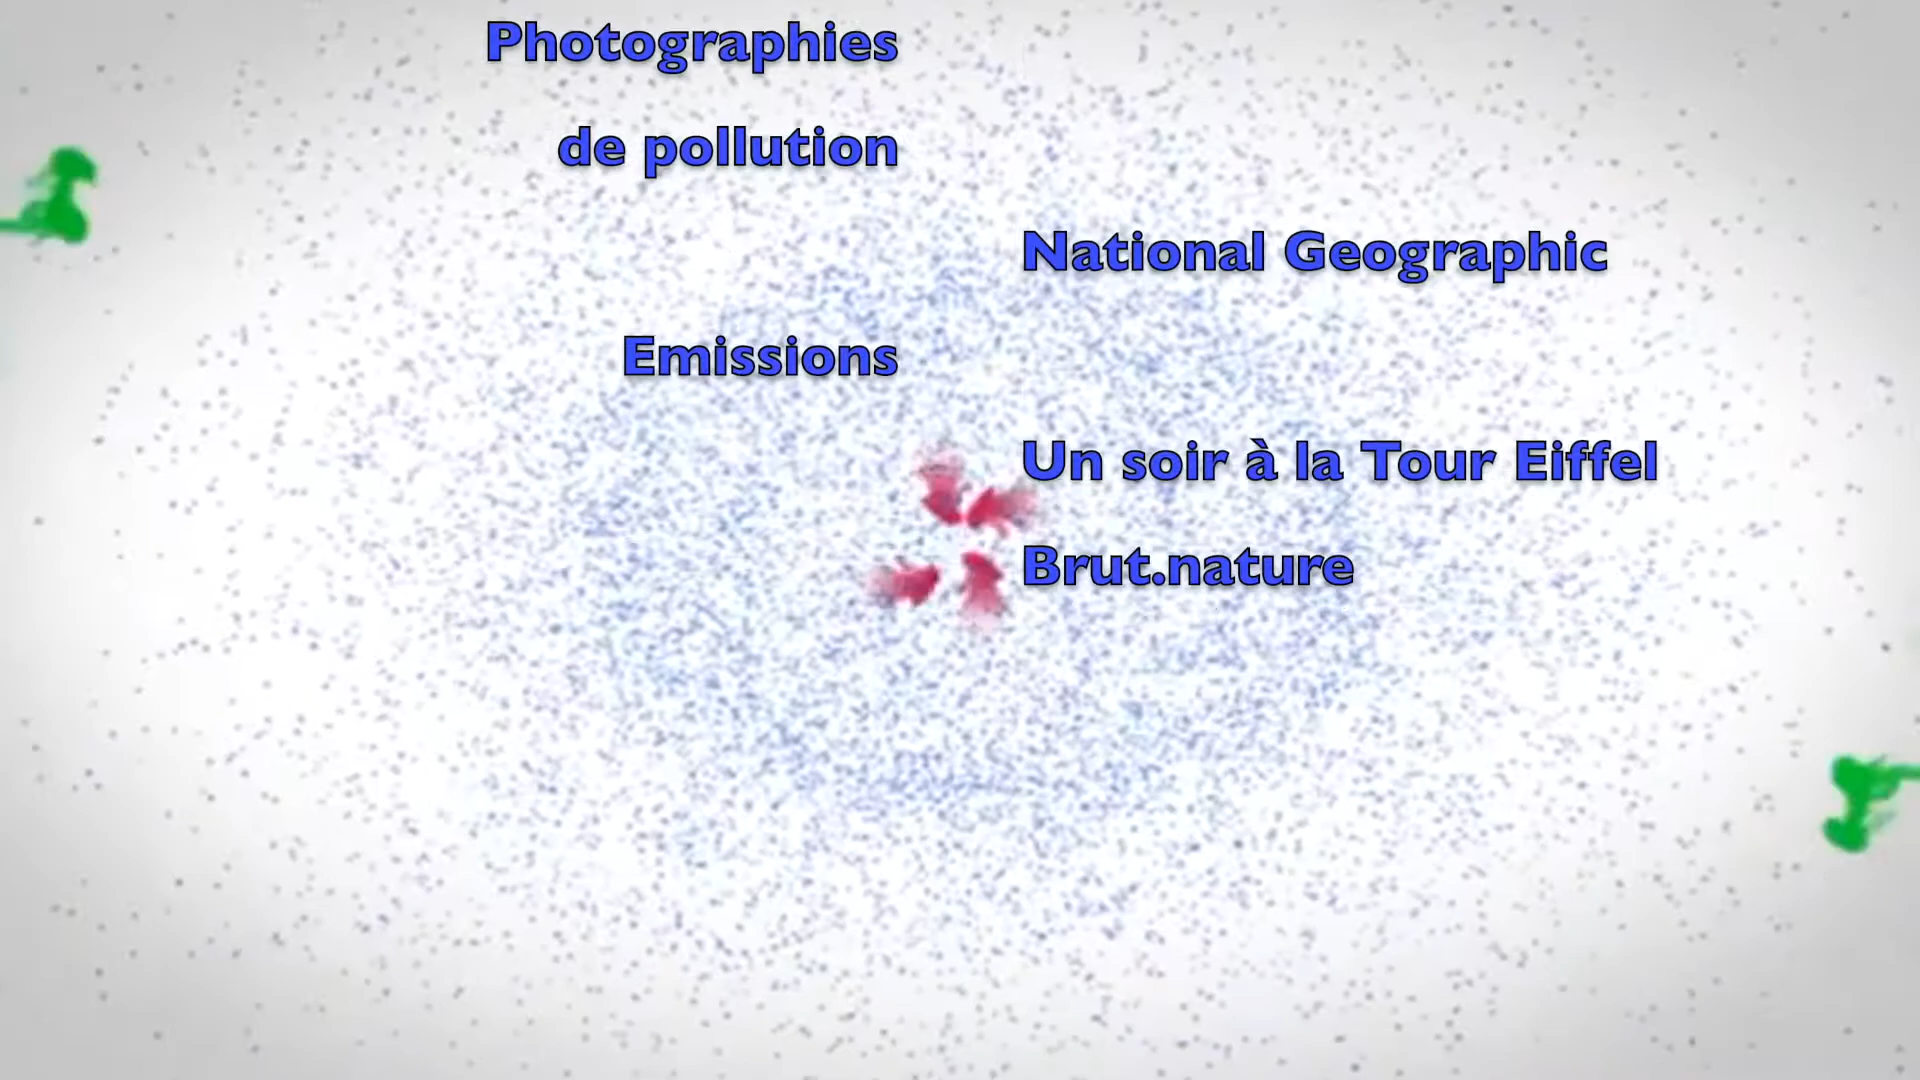 Photographies
de pollution
National Geographic
Emissions
Un soir à la Tour Eiffel
Brut.nature